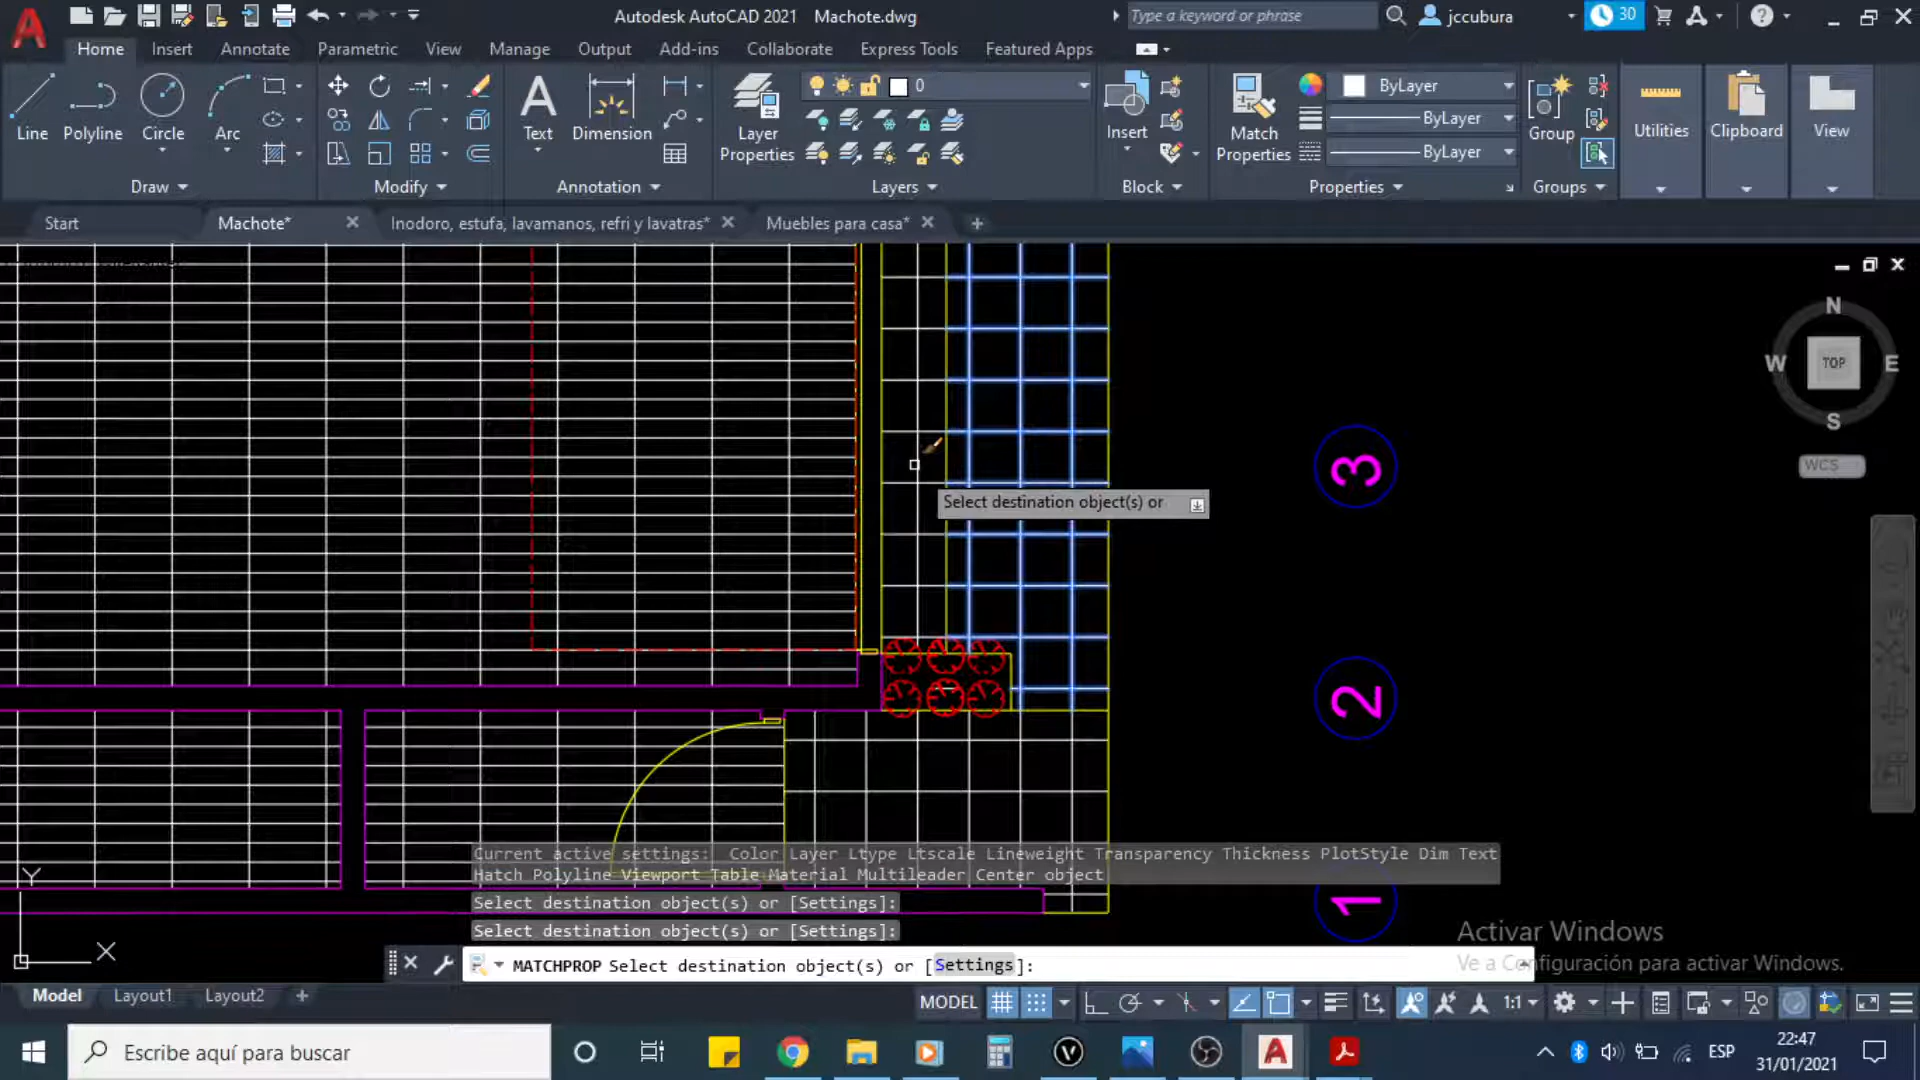 Autodesk AutoCAD 2021 Machote.dwg
Type a keyword or phrase
jccubura
30
Home Insert Annotate Parametric View Manage Output Add-ins Collaborate Express Tools Featured Apps
0
ByLayer
ByLayer
ByLayer
Line Polyline Circle Arc
Text Dimension
Layer Properties
Insert
Match Properties
Group
Utilities
Clipboard
View
Draw Modify Annotation Layers Block Properties Groups
Start Machote* Inodoro, estufa, lavamanos, refri y lavatras* Muebles para casa*
N
W TOP E
S
WCS
3
Select destination object(s) or
2
1
Y
X
Current active settings: Color Layer Ltype Ltscale Lineweight Transparency Thickness PlotStyle Dim Text
Hatch Polyline Viewport Table Material Multileader Center object
Select destination object(s) or [Settings]:
Select destination object(s) or [Settings]:
MATCHPROP Select destination object(s) or [Settings]:
Activar Windows
Ve a Configuración para activar Windows.
Model Layout1 Layout2
MODEL 1:1
Escribe aquí para buscar
ESP
22:47
31/01/2021